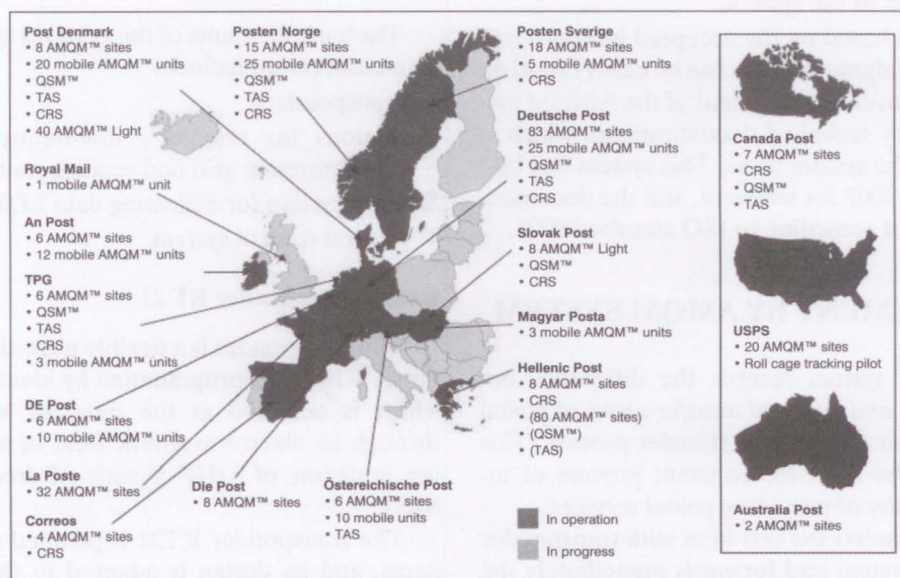 Post Denmark
• 8 AMQM™ sites
• 20 mobile AMQM™ units
• QSM™
• TAS
• CRS
• 40 AMQM™ Light
Royal Mail
• 1 mobile AMQM™ unit
An Post
• 6 AMQM™ sites
• 12 mobile AMQM™ units
TPG
• 6 AMQM™ sites
• QSM™
• TAS
• CRS
• 3 mobile AMQM™ units
DE Post
• 6 AMQM™ sites
• 10 mobile AMQM™ units
La Poste
• 32 AMQM™ sites
Correos
• 4 AMQM™ sites
• CRS
Posten Norge
• 15 AMQM™ sites
• 25 mobile AMQM™ units
• QSM™
• TAS
• CRS
Die Post
• 8 AMQM™ sites
Österschische Post
• 6 AMQM™ sites
• 10 mobile units
• TAS
Posten Sverige
• 18 AMQM™ sites
• 5 mobile AMQM™ units
• CRS
Deutsche Post
• 83 AMQM™ sites
• 25 mobile AMQM™ units
• QSM™
• TAS
• CRS
Slovak Post
• 8 AMQM™ Light
• QSM™
• CRS
Magyar Posta
• 3 mobile AMQM™ units
Hellenic Post
• 8 AMQM™ sites
• CRS
• (80 AMQM™ sites)
• (QSM™)
• (TAS)
In operation
In progress
Canada Post
• 7 AMQM™ sites
• CRS
• QSM™
• TAS
USPS
• 20 AMQM™ sites
• Roll cage tracking pilot
Australia Post
• 2 AMQM™ sites